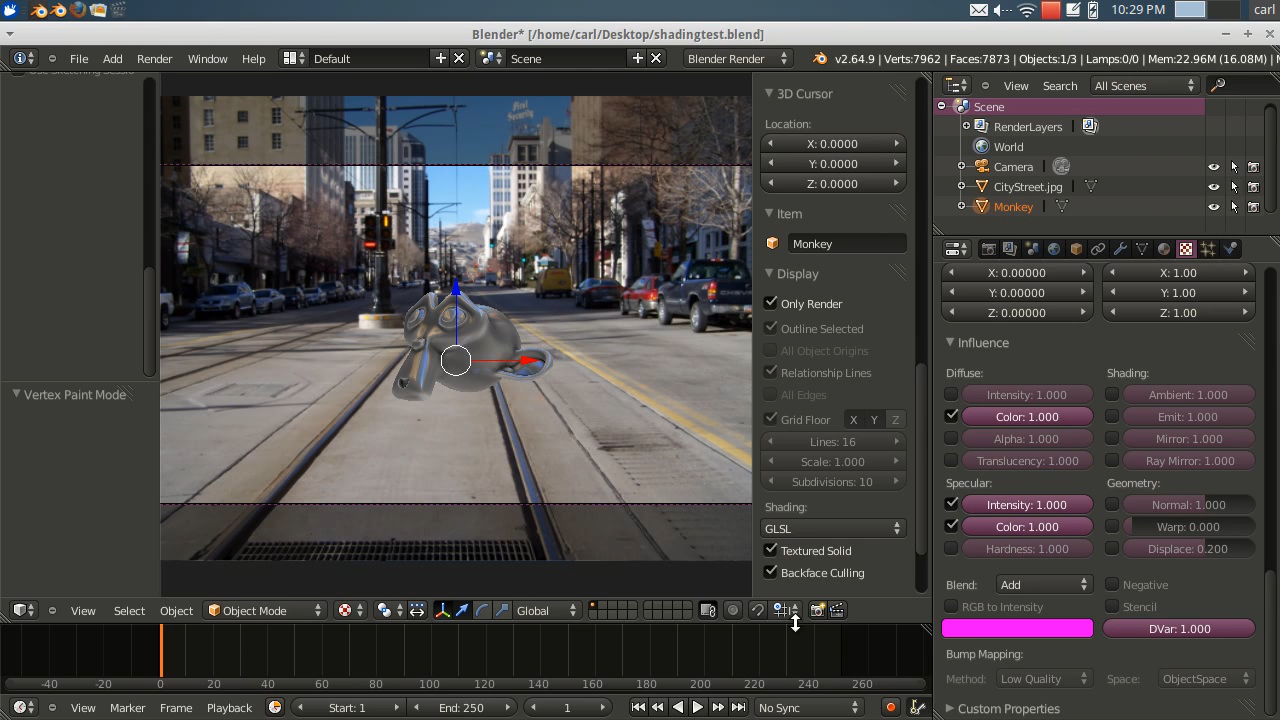 10:29 PM carl
Blender* [/home/carl/Desktop/shadingtest.blend]
File Add Render Window Help Default Scene Blender Render v2.64.9 | Verts:7962 | Faces:7873 | Objects:1/3 | Lamps:0/0 | Mem:22.96M (16.08M) |
View Search All Scenes
Scene
RenderLayers
World
Camera
CityStreet.jpg
Monkey
Vertex Paint Mode
3D Cursor
Location:
X: 0.0000
Y: 0.0000
Z: 0.0000
Item
Monkey
Display
Only Render
Outline Selected
All Object Origins
Relationship Lines
All Edges
Grid Floor X Y Z
Lines: 16
Scale: 1.000
Subdivisions: 10
Shading:
GLSL
Textured Solid
Backface Culling
X: 0.00000 X: 1.00
Y: 0.00000 Y: 1.00
Z: 0.00000 Z: 1.00
Influence
Diffuse: Shading:
Intensity: 1.000 Ambient: 1.000
Color: 1.000 Emit: 1.000
Alpha: 1.000 Mirror: 1.000
Translucency: 1.000 Ray Mirror: 1.000
Specular: Geometry:
Intensity: 1.000 Normal: 1.000
Color: 1.000 Warp: 0.000
Hardness: 1.000 Displace: 0.200
Blend: Add Negative
RGB to Intensity Stencil
DVar: 1.000
Bump Mapping:
Method: Low Quality Space: ObjectSpace
Custom Properties
View Select Object Object Mode Global
-40 -20 0 20 40 60 80 100 120 140 160 180 200 220 240 260
View Marker Frame Playback Start: 1 End: 250 1 No Sync